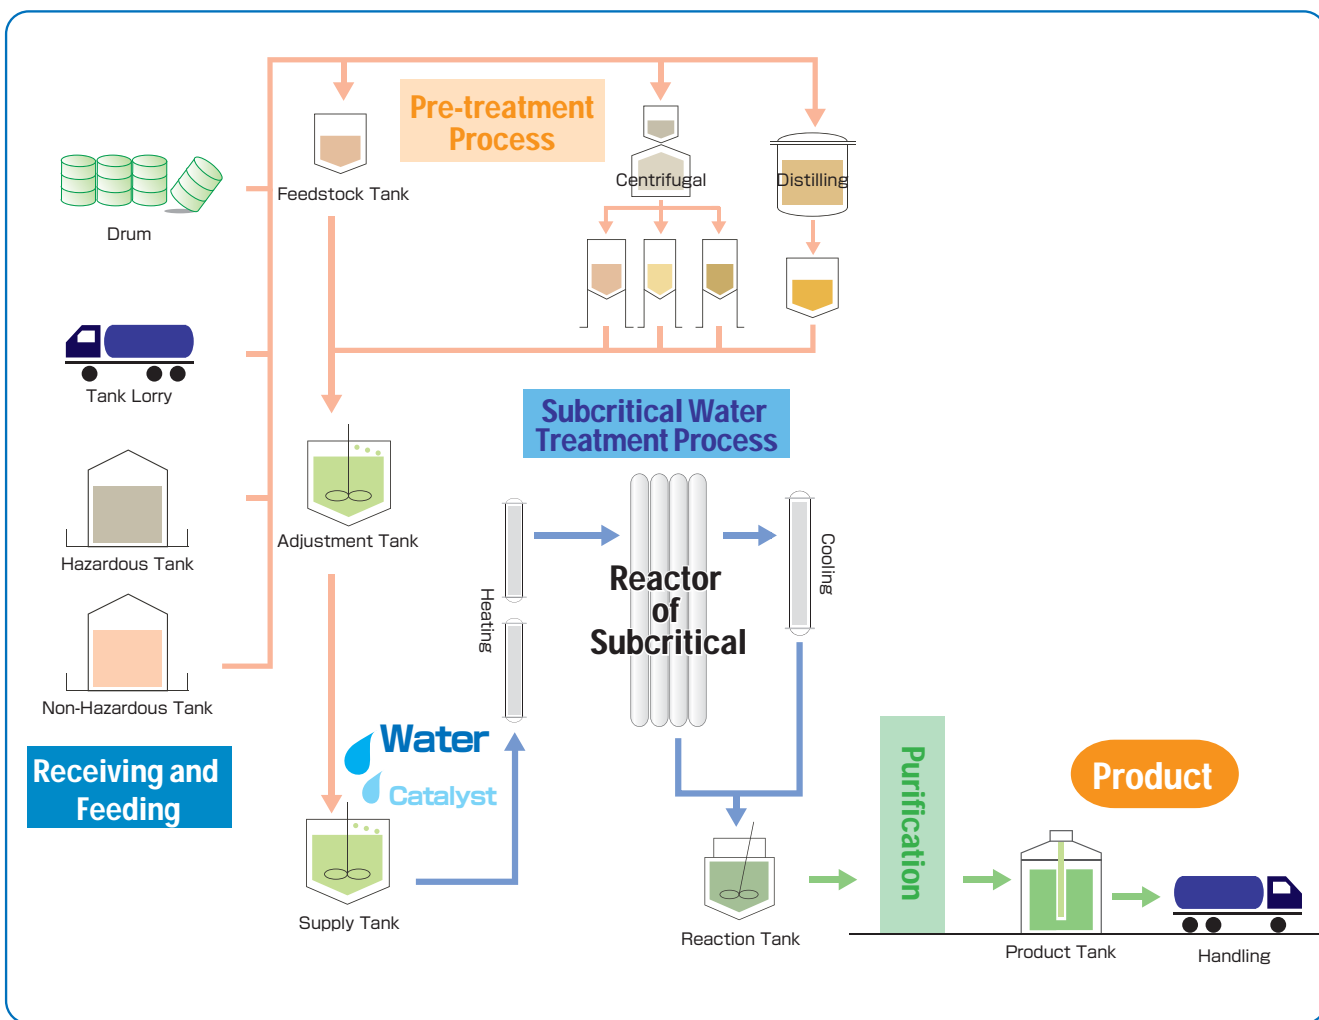 Pre-treatment
Process
Feedstock Tank
Centrifugal
Distilling
Drum
Tank Lorry
Subcritical Water
Treatment Process
Adjustment Tank
Hazardous Tank
Heating
Reactor
of
Subcritical
Cooling
Non-Hazardous Tank
Receiving and
Feeding
Water
Catalyst
Supply Tank
Reaction Tank
Purification
Product
Product Tank
Handling